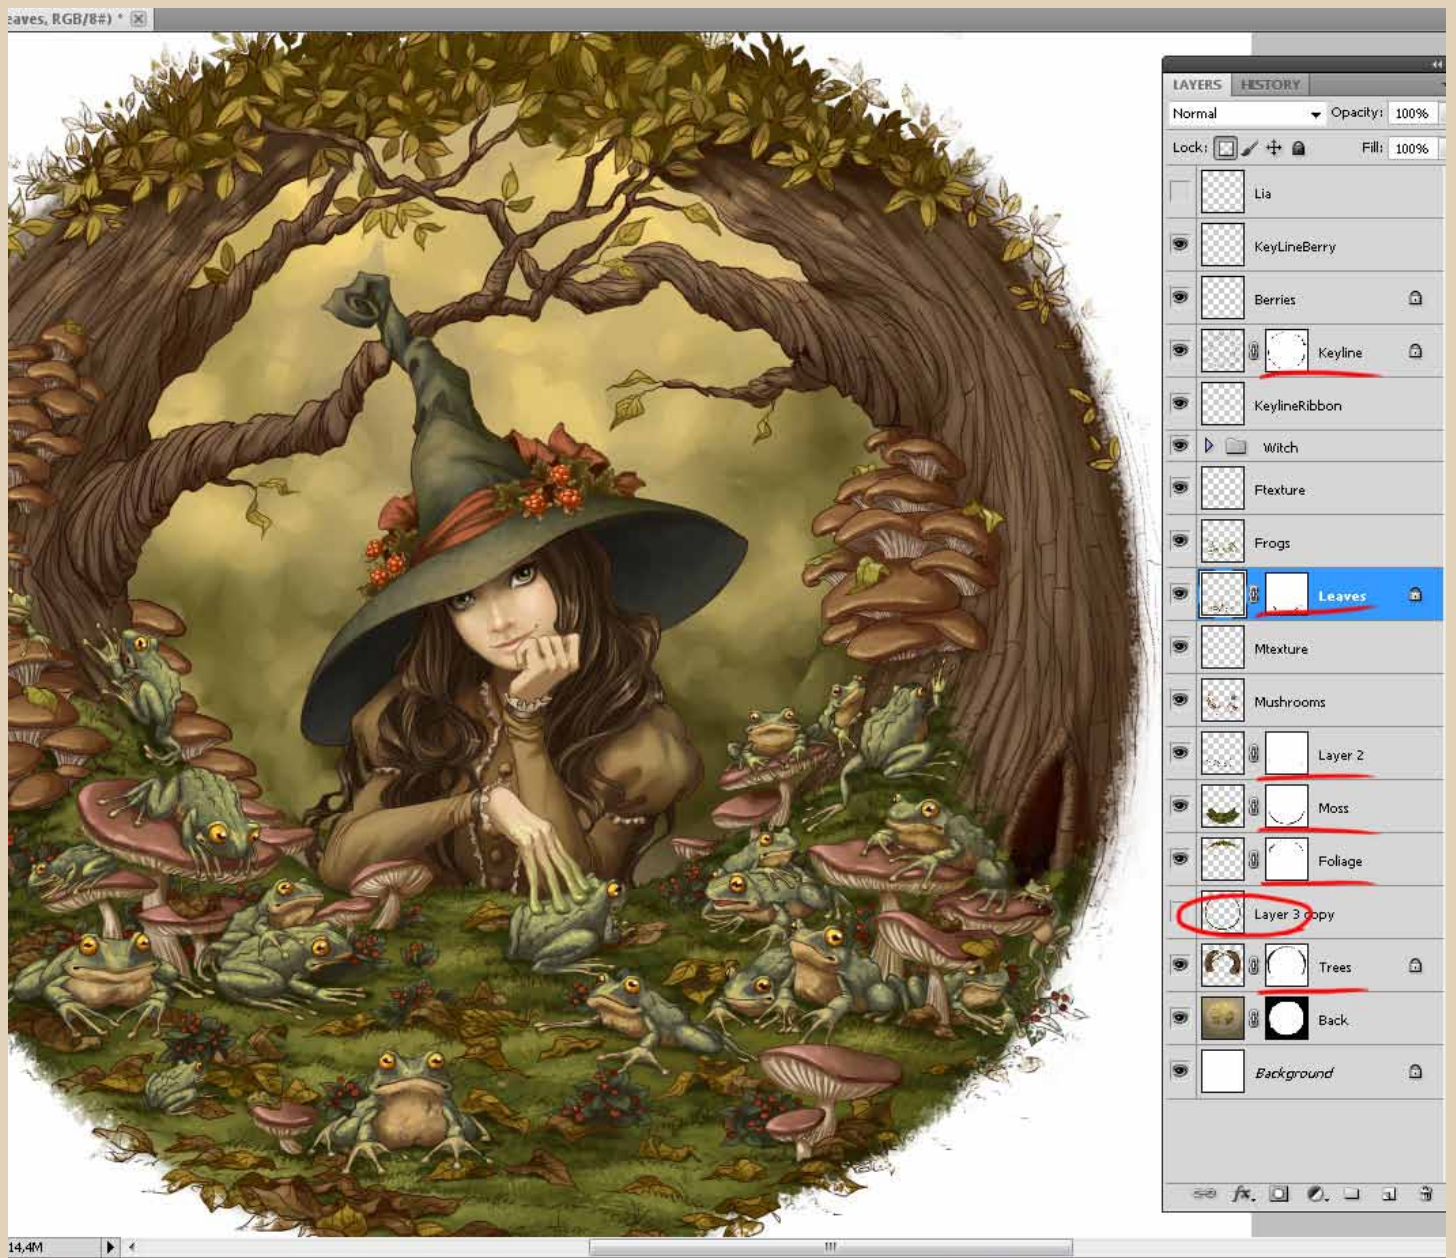 eaves, RGB/8#) *
LAYERS HISTORY
Normal Opacity: 100%
Lock: Fill: 100%
Lia
KeyLineBerry
Berries
Keyline
KeylineRibbon
Witch
Ftexture
Frogs
Leaves
Mtexture
Mushrooms
Layer 2
Moss
Foliage
Layer 3 copy
Trees
Back
Background
fx.
14,4M